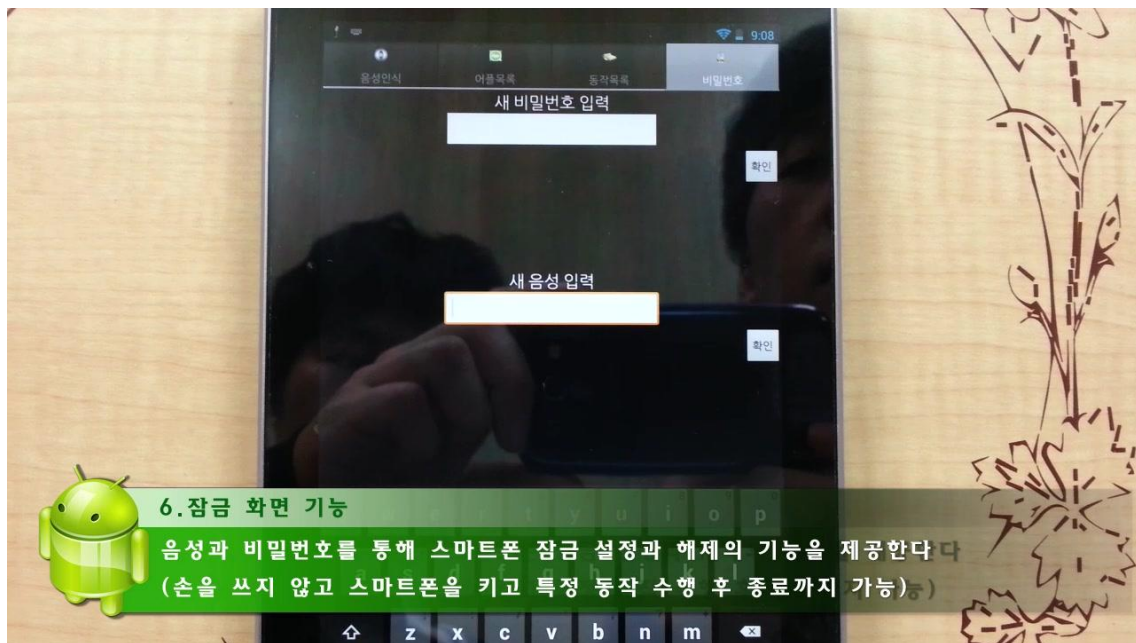 9:08
음성인식 어플목록 동작목록 비밀번호
새 비밀번호 입력
확인
새 음성 입력
확인
e r t y u i o p
6.잠금 화면 기능
음성과 비밀번호를 통해 스마트폰 잠금 설정과 해제의 기능을 제공한다
(손을 쓰지 않고 스마트폰을 키고 특정 동작 수행 후 종료까지 가능)
z x c v b n m